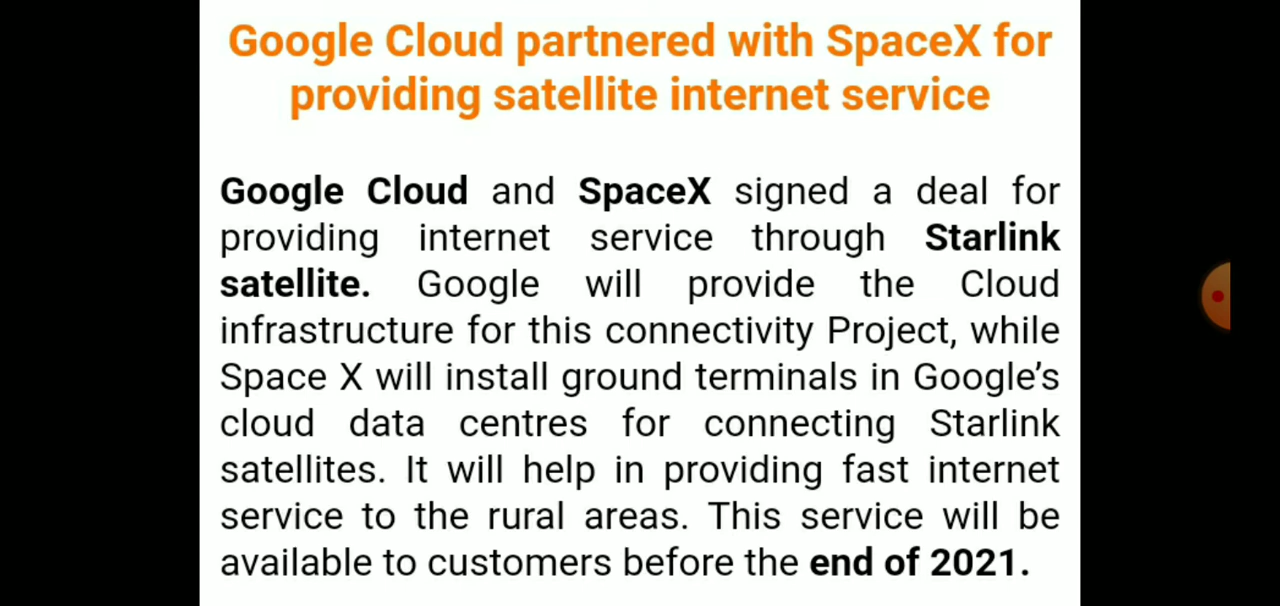 Google Cloud partnered with SpaceX for
providing satellite internet service
Google Cloud and SpaceX signed a deal for
providing internet service through Starlink
satellite. Google will provide the Cloud
infrastructure for this connectivity Project, while
Space X will install ground terminals in Google’s
cloud data centres for connecting Starlink
satellites. It will help in providing fast internet
service to the rural areas. This service will be
available to customers before the end of 2021.